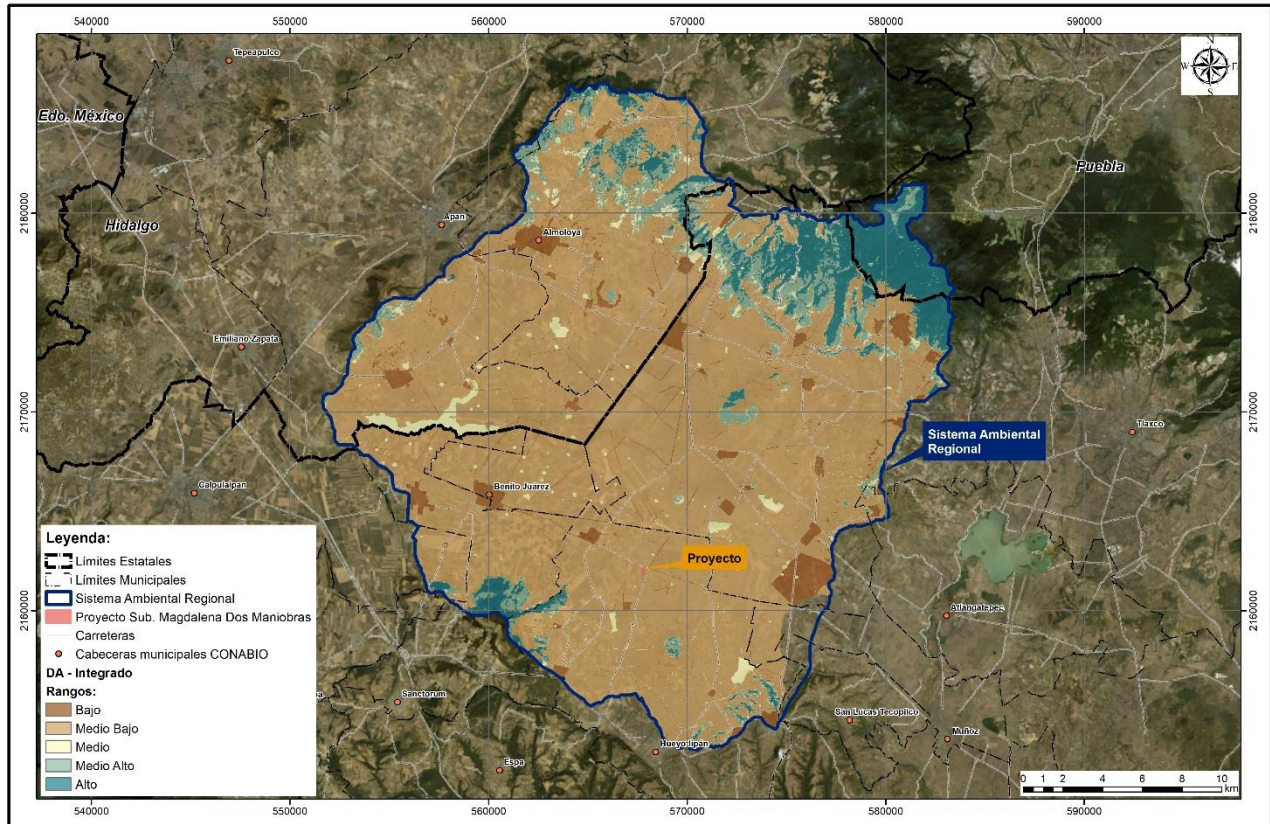 540000 550000 560000 570000 580000 590000
N
W E
S
Tepeapulco
Edo. México
Puebla
2180000 2180000
Hidalgo
Apan
Almoloya
Emiliano Zapata
2170000 2170000
Tlaxco
Sistema Ambiental
Regional
Calpulalpan
Benito Juarez
Proyecto
2160000 2160000
Atlangatepec
Sanctorum
San Lucas Tecopilco
Muñoz
Hueyotlipan
Espa
Leyenda:
Límites Estatales
Límites Municipales
Sistema Ambiental Regional
Proyecto Sub. Magdalena Dos Maniobras
Carreteras
Cabeceras municipales CONABIO
DA - Integrado
Rangos:
Bajo
Medio Bajo
Medio
Medio Alto
Alto
0 1 2 4 6 8 10
km
540000 550000 560000 570000 580000 590000